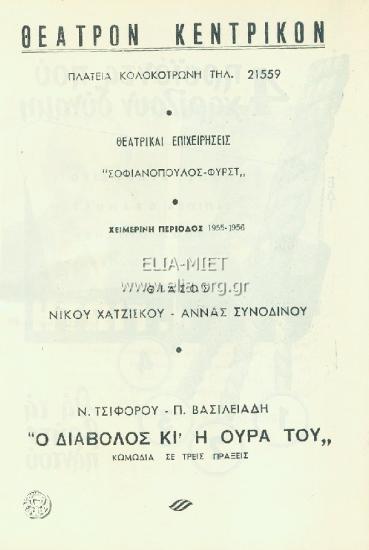 ΘΕΑΤΡΟΝ ΚΕΝΤΡΙΚΟΝ
ΠΛΑΤΕΙΑ ΚΟΛΟΚΟΤΡΩΝΗ ΤΗΛ. 21559
ΘΕΑΤΡΙΚΑΙ ΕΠΙΧΕΙΡΗΣΕΙΣ
"ΣΟΦΙΑΝΟΠΟΥΛΟΣ-ΦΥΡΣΤ„
ΧΕΙΜΕΡΙΝΗ ΠΕΡΙΟΔΟΣ 1955-1956
ELIA-MIET
ΘΙΑΣΟΣ
www.elia.org.gr
ΝΙΚΟΥ ΧΑΤΖΙΣΚΟΥ - ΑΝΝΑΣ ΣΥΝΟΔΙΝΟΥ
Ν. ΤΣΙΦΟΡΟΥ - Π. ΒΑΣΙΛΕΙΑΔΗ
"Ο ΔΙΑΒΟΛΟΣ ΚΙ' Η ΟΥΡΑ ΤΟΥ„
ΚΩΜΩΔΙΑ ΣΕ ΤΡΕΙΣ ΠΡΑΞΕΙΣ